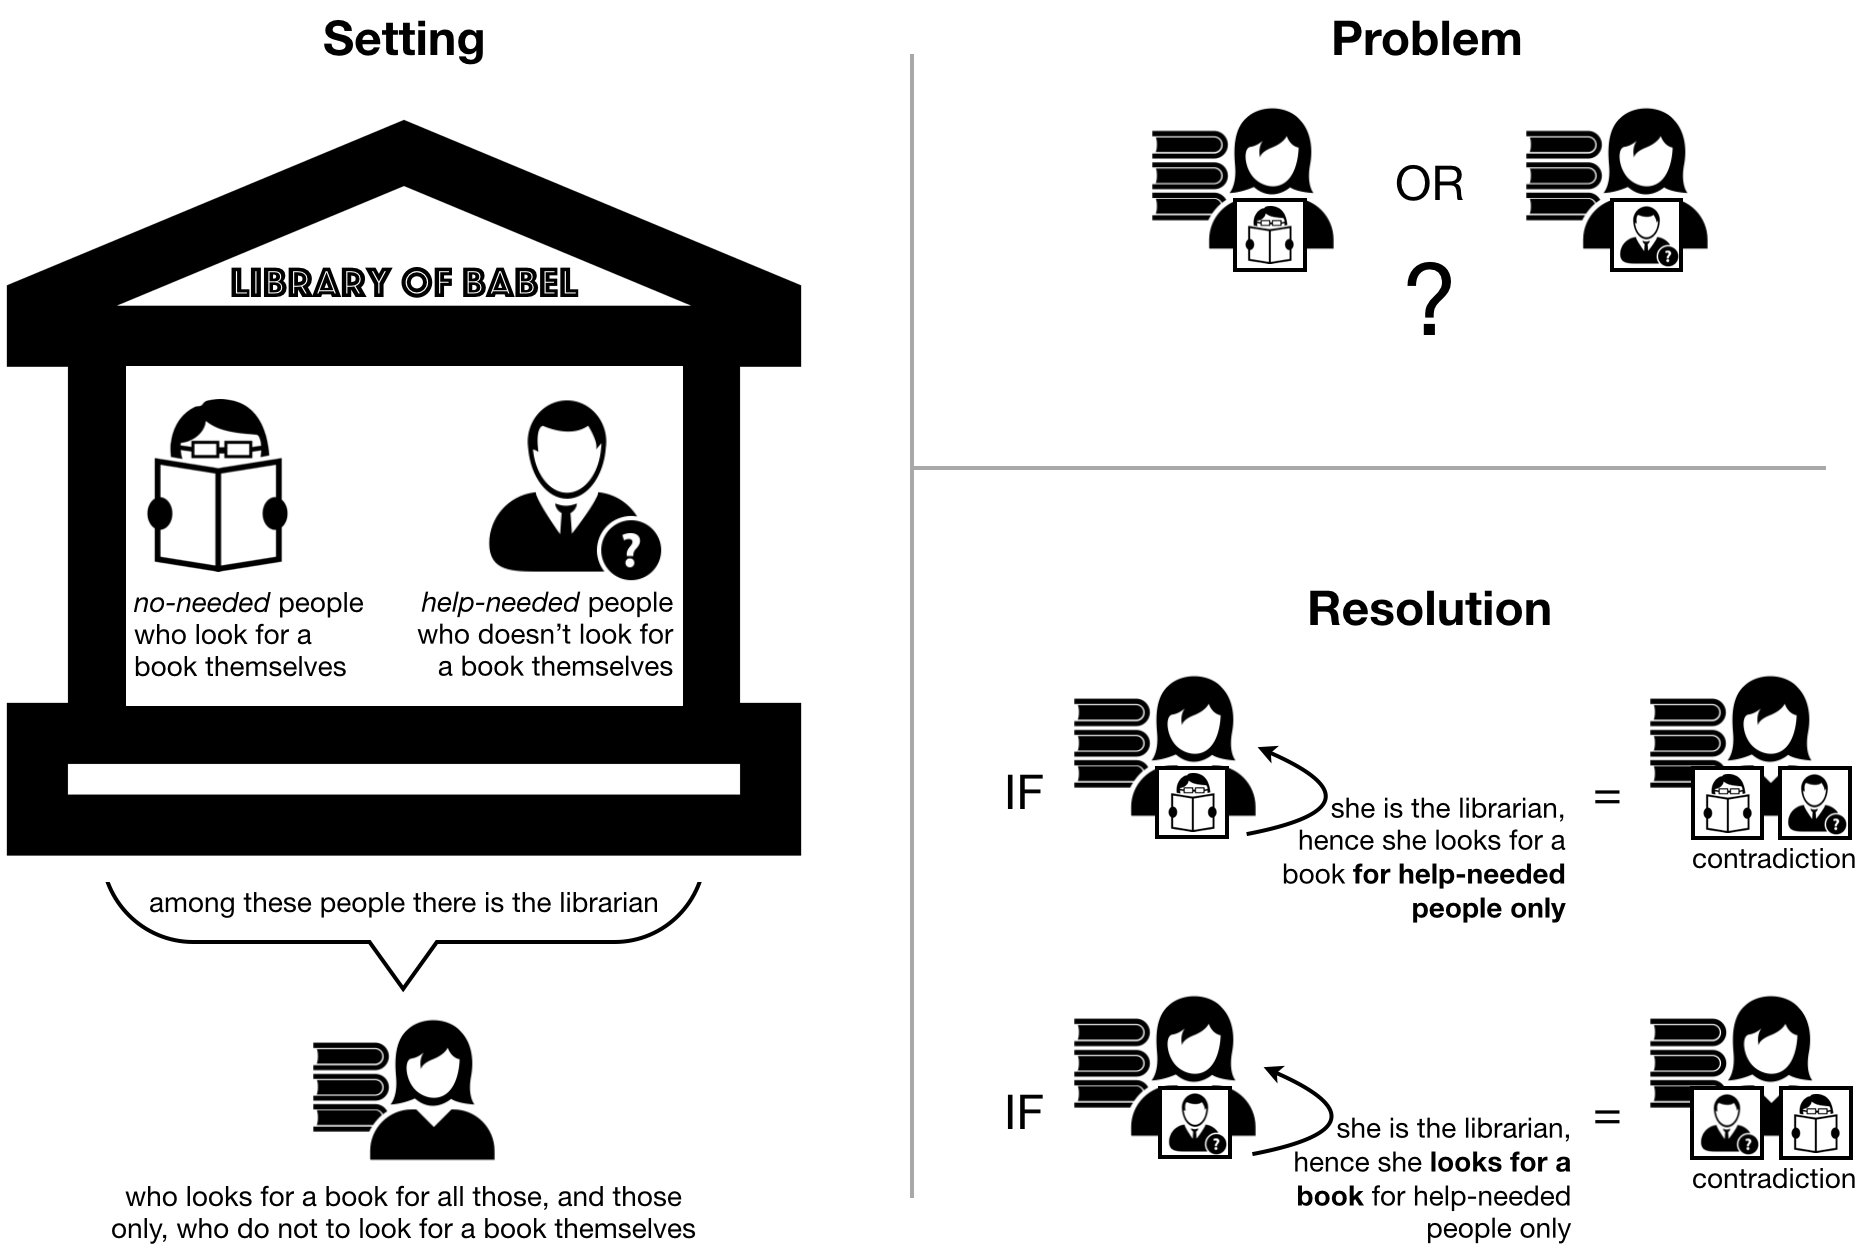 Setting
LIBRARY OF BABEL
no-needed people
who look for a
book themselves
help-needed people
who doesn't look for
a book themselves
?
among these people there is the librarian
who looks for a book for all those, and those
only, who do not to look for a book themselves
Problem
OR
?
?
Resolution
IF
she is the librarian,
hence she looks for a
book for help-needed
people only
=
?
contradiction
IF
?
she is the librarian,
hence she looks for a
book for help-needed
people only
=
?
contradiction